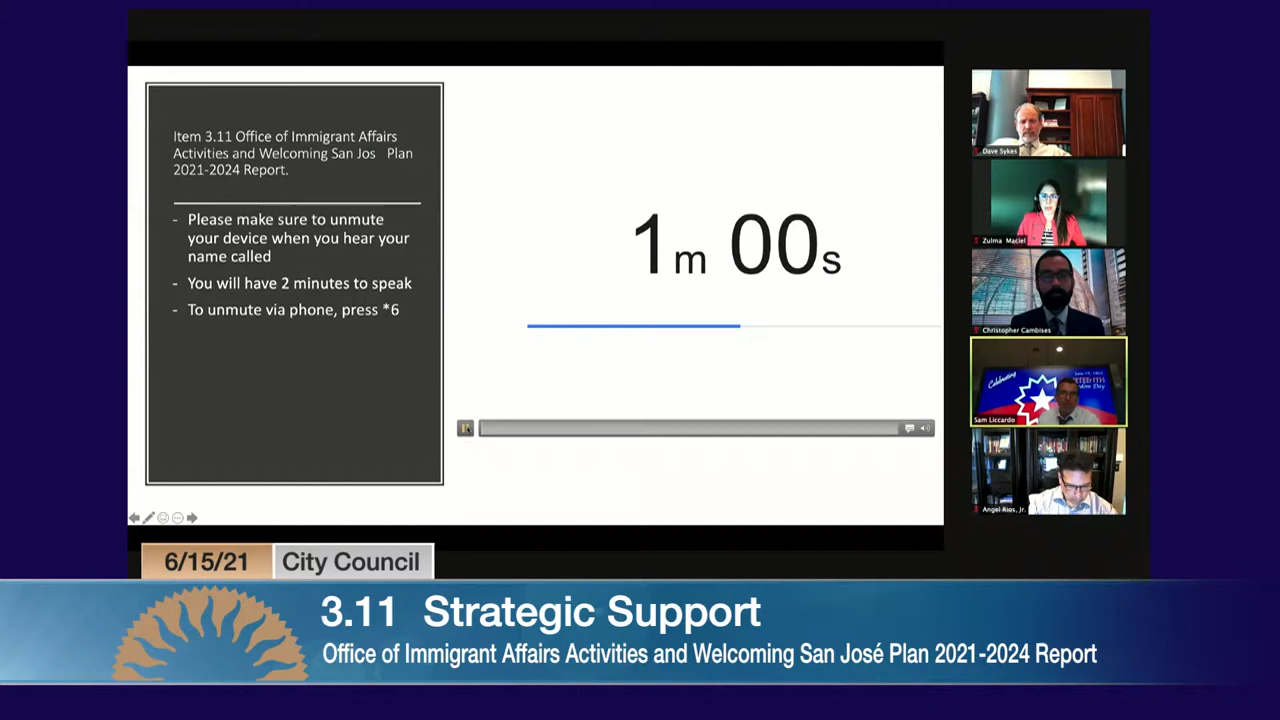 Item 3.11 Office of Immigrant Affairs
Activities and Welcoming San Jos Plan
2021-2024 Report.
- Please make sure to unmute
your device when you hear your
name called
- You will have 2 minutes to speak
- To unmute via phone, press *6
1m 00s
Dave Sykes
Zulma Maciel
Christopher Cambises
Celebrating
June 19, 1865
Sam Liccardo
Angel Rios, Jr.
6/15/21
City Council
3.11 Strategic Support
Office of Immigrant Affairs Activities and Welcoming San José Plan 2021-2024 Report